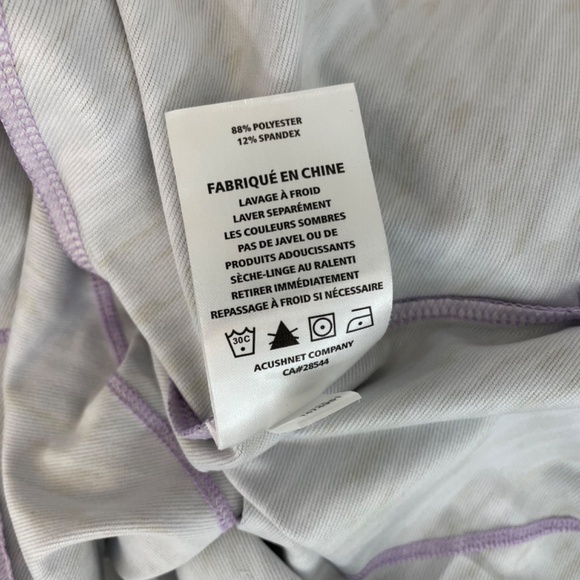 88% POLYESTER
12% SPANDEX
FABRIQUÉ EN CHINE
LAVAGE À FROID
LAVER SEPARÉMENT
LES COULEURS SOMBRES
PAS DE JAVEL OU DE
PRODUITS ADOUCISSANTS
SÈCHE-LINGE AU RALENTI
RETIRER IMMÉDIATEMENT
REPASSAGE À FROID SI NÉCESSAIRE
30C
ACUSHNET COMPANY
CA#28544